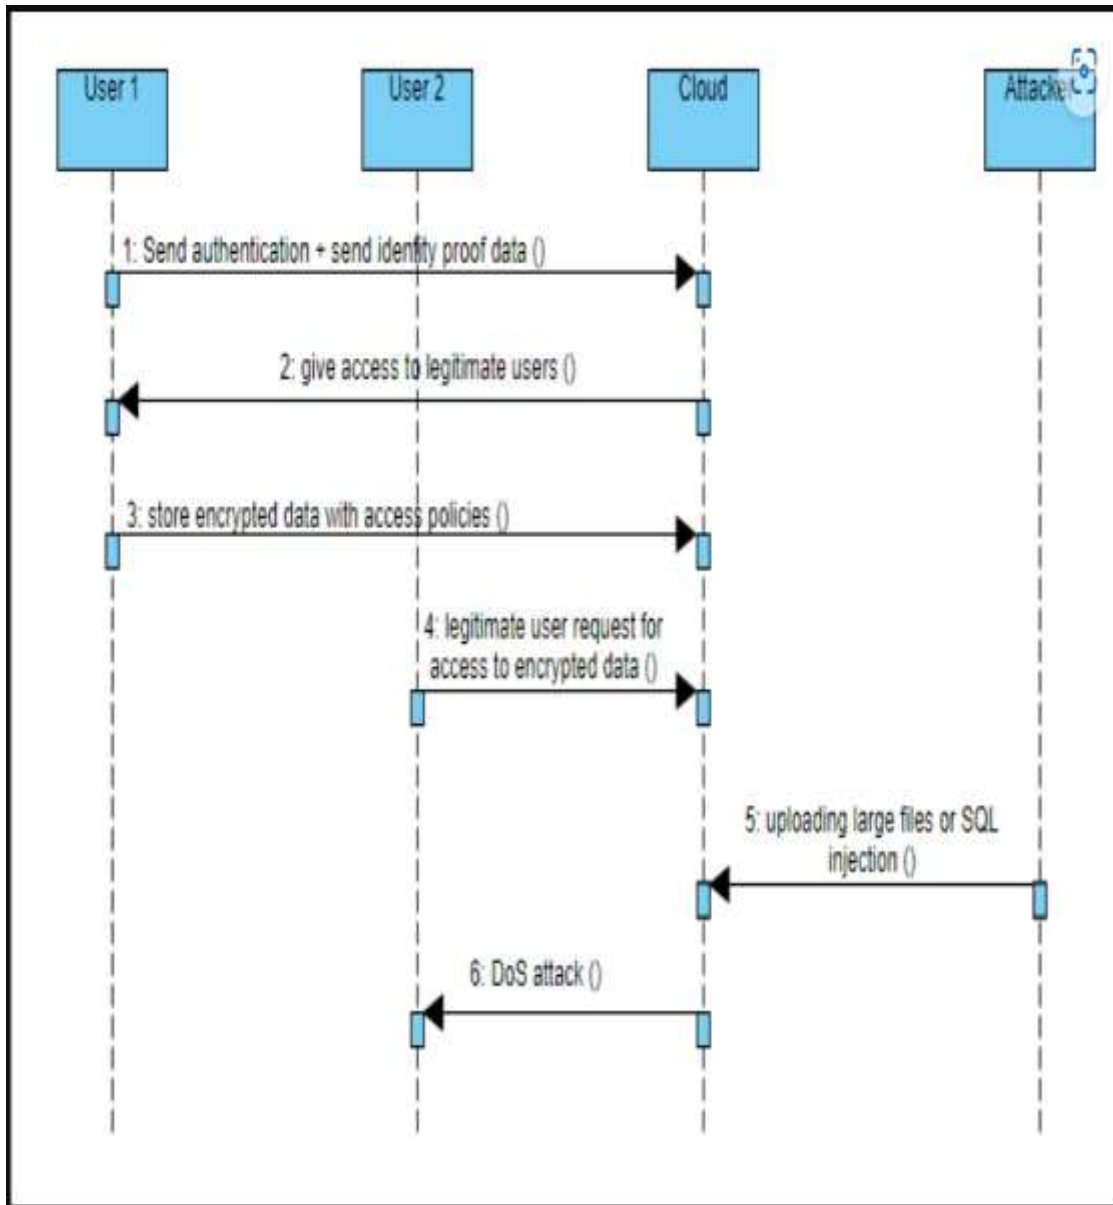 User 1
User 2
Cloud
Attacker
1: Send authentication + send identity proof data ()
2: give access to legitimate users ()
3: store encrypted data with access policies ()
4: legitimate user request for
access to encrypted data ()
5: uploading large files or SQL
injection ()
6: DoS attack ()